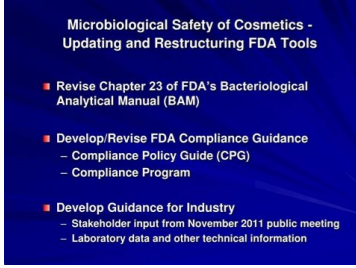 Microbiological Safety of Cosmetics -
Updating and Restructuring FDA Tools
Revise Chapter 23 of FDA's Bacteriological
Analytical Manual (BAM)
Develop/Revise FDA Compliance Guidance
– Compliance Policy Guide (CPG)
– Compliance Program
Develop Guidance for Industry
– Stakeholder input from November 2011 public meeting
– Laboratory data and other technical information